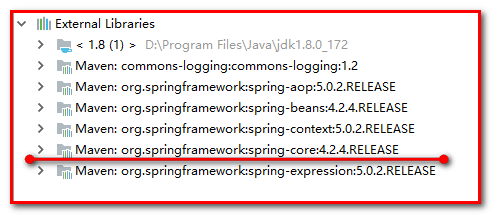 External Libraries
< 1.8 (1) > D:\Program Files\Java\jdk1.8.0_172
Maven: commons-logging:commons-logging:1.2
Maven: org.springframework:spring-aop:5.0.2.RELEASE
Maven: org.springframework:spring-beans:4.2.4.RELEASE
Maven: org.springframework:spring-context:5.0.2.RELEASE
Maven: org.springframework:spring-core:4.2.4.RELEASE
Maven: org.springframework:spring-expression:5.0.2.RELEASE